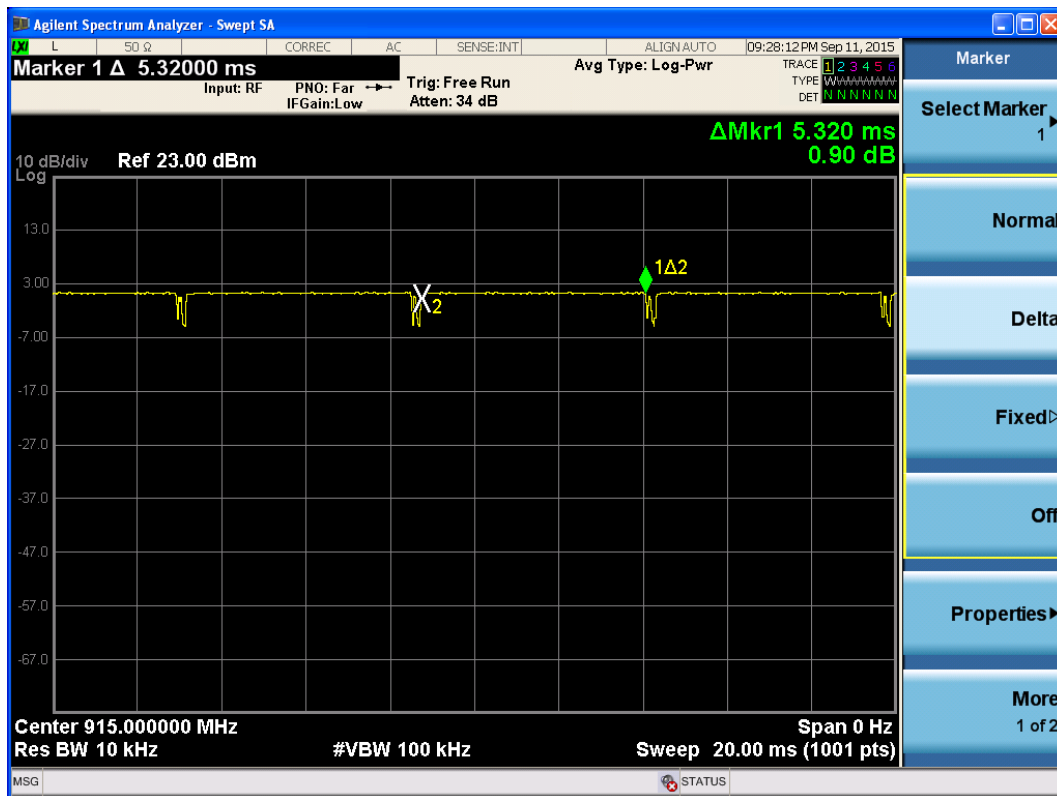 Agilent Spectrum Analyzer - Swept SA
LXI L 50 Ω CORREC AC SENSE:INT ALIGN AUTO 09:28:12 PM Sep 11, 2015
Marker 1 Δ 5.32000 ms
Input: RF PNO: Far Trig: Free Run Avg Type: Log-Pwr TRACE 1 2 3 4 5 6
IFGain:Low Atten: 34 dB TYPE WWWWWW
DET N N N N N N
ΔMkr1 5.320 ms
0.90 dB
10 dB/div Ref 23.00 dBm
Log
13.0
3.00
-7.00
-17.0
-27.0
-37.0
-47.0
-57.0
-67.0
1Δ2
2
Center 915.000000 MHz Span 0 Hz
Res BW 10 kHz #VBW 100 kHz Sweep 20.00 ms (1001 pts)
MSG STATUS
Marker
Select Marker
1
Normal
Delta
Fixed
Off
Properties
More
1 of 2